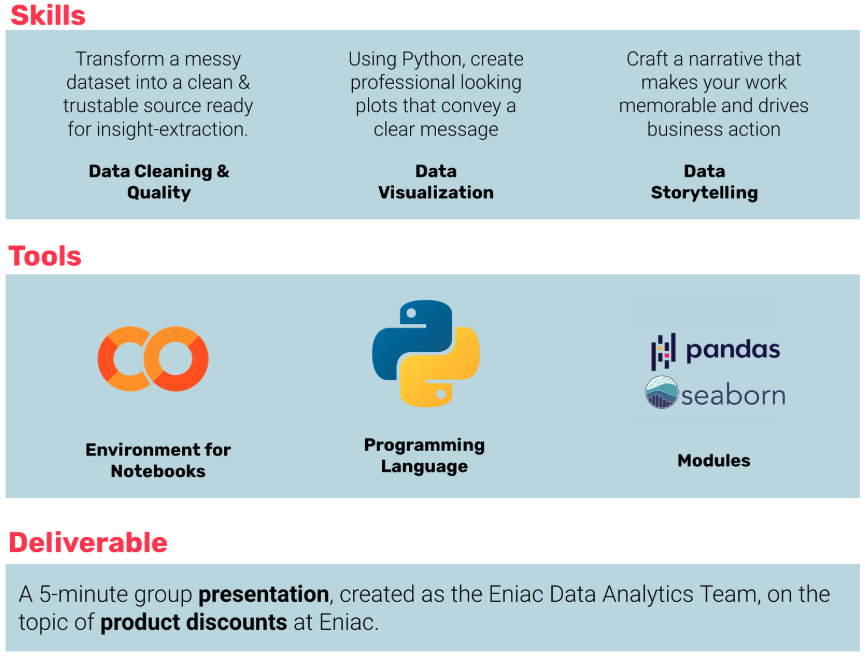 Skills
Transform a messy
dataset into a clean &
trustable source ready
for insight-extraction.
Data Cleaning &
Quality
Using Python, create
professional looking
plots that convey a
clear message
Data
Visualization
Craft a narrative that
makes your work
memorable and drives
business action
Data
Storytelling
Tools
Environment for
Notebooks
Programming
Language
pandas
seaborn
Modules
Deliverable
A 5-minute group presentation, created as the Eniac Data Analytics Team, on the
topic of product discounts at Eniac.